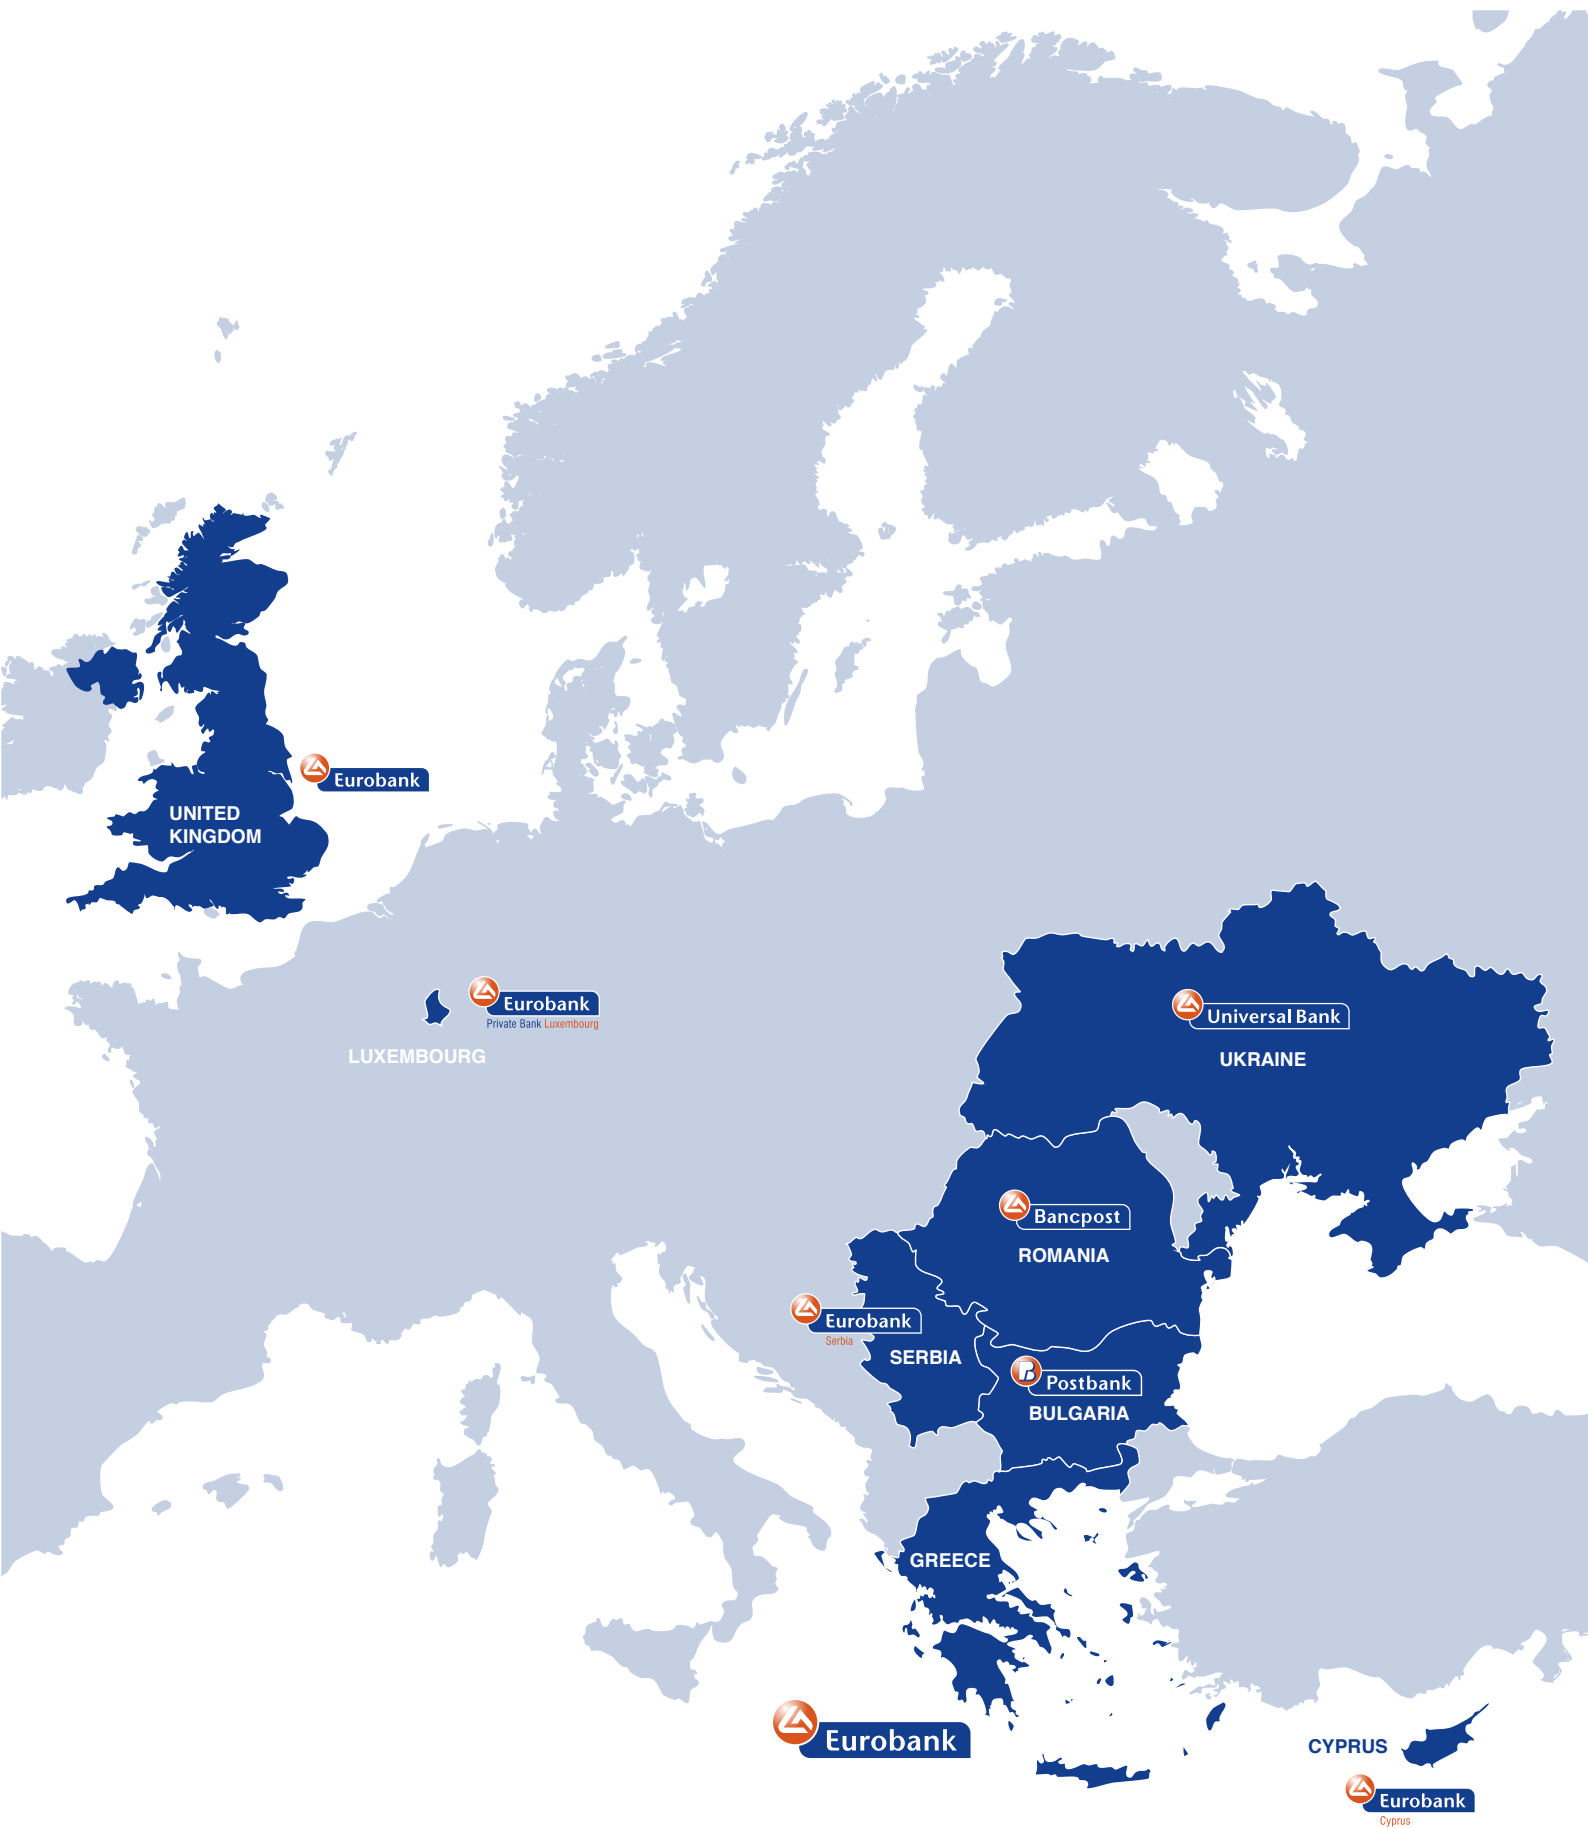 Eurobank
UNITED
KINGDOM
Eurobank
Private Bank Luxembourg
LUXEMBOURG
Universal Bank
UKRAINE
Bancpost
ROMANIA
Eurobank
Serbia
SERBIA
Postbank
BULGARIA
GREECE
Eurobank
CYPRUS
Eurobank
Cyprus